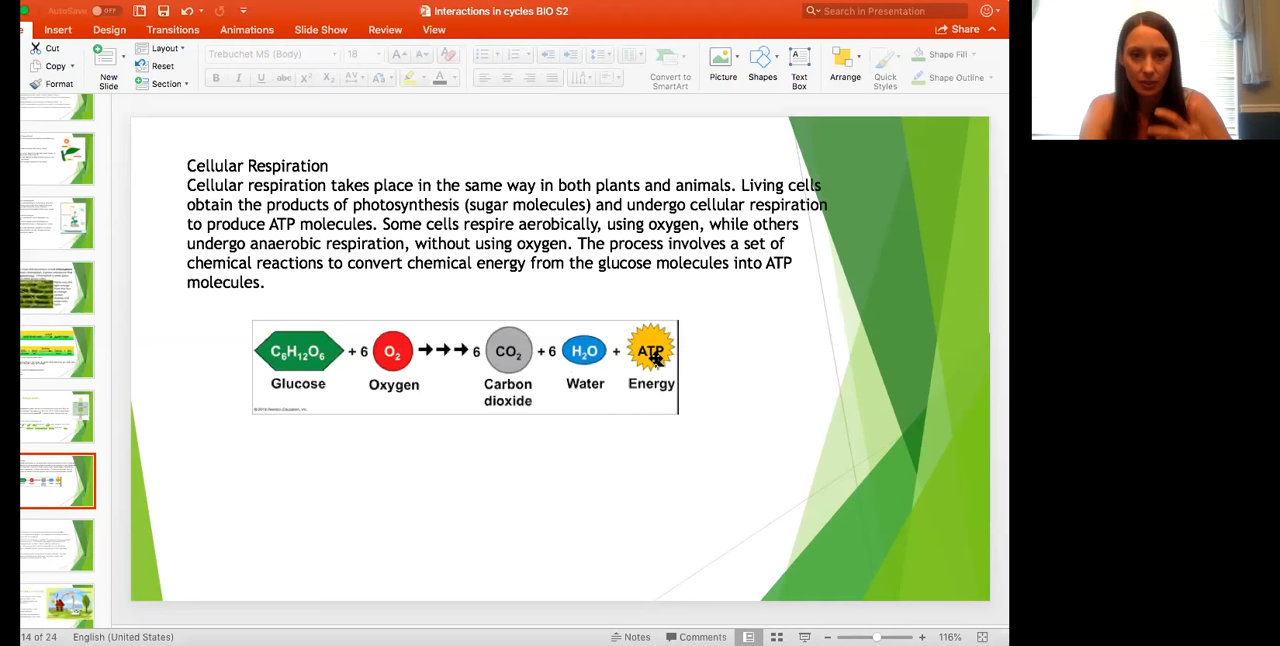 AutoSave OFF
Interactions in cycles BIO S2
Search in Presentation
Insert Design Transitions Animations Slide Show Review View
Share
Cut
Copy
Format
New
Slide
Layout
Reset
Section
Trebuchet MS (Body) 18
Convert to
SmartArt
Picture
Shapes
Text
Box
Arrange
Quick
Styles
Shape Fill
Shape Outline
Cellular Respiration
Cellular respiration takes place in the same way in both plants and animals. Living cells
obtain the products of photosynthesis (sugar molecules) and undergo cellular respiration
to produce ATP molecules. Some cells respire aerobically, using oxygen, while others
undergo anaerobic respiration, without using oxygen. The process involves a set of
chemical reactions to convert chemical energy from the glucose molecules into ATP
molecules.
C6H12O6 + 6 O2 → → → 6 CO2 + 6 H2O + ATP
Glucose Oxygen Carbon dioxide Water Energy
14 of 24 English (United States)
Notes Comments 116%